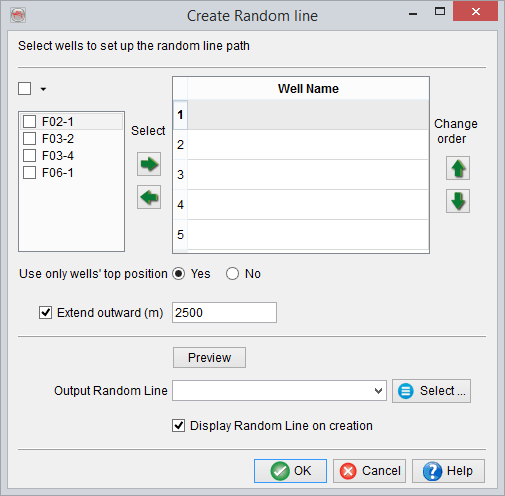 Create Random line
Select wells to set up the random line path
Well Name
F02-1
F03-2
F03-4
F06-1
Select
1
2
3
4
5
Change
order
Use only wells' top position Yes No
Extend outward (m) 2500
Preview
Output Random Line Select ...
Display Random Line on creation
OK Cancel Help